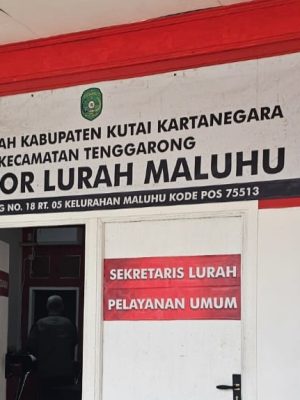 AH KABUPATEN KUTAI KARTANEGARA
KECAMATAN TENGGARONG
OR LURAH MALUHU
G NO. 18 RT. 05 KELURAHAN MALUHU KODE POS 75513
SEKRETARIS LURAH
PELAYANAN UMUM